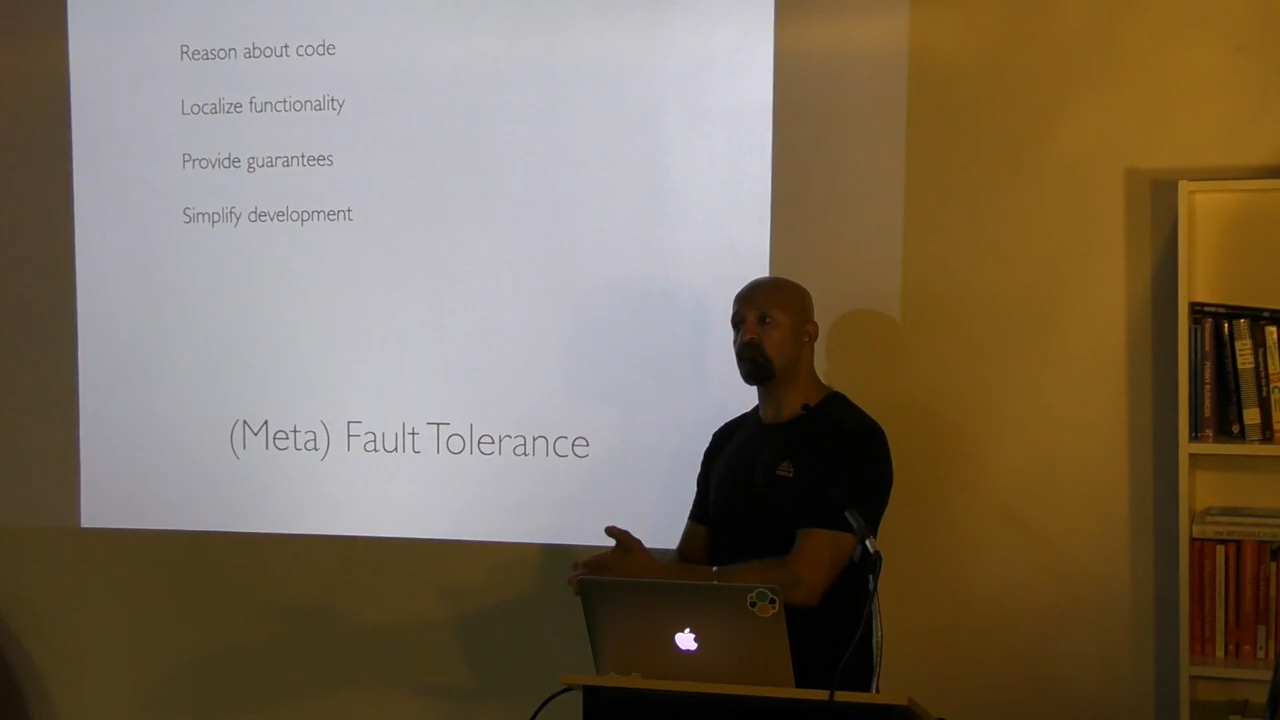 Reason about code
Localize functionality
Provide guarantees
Simplify development
(Meta) Fault Tolerance